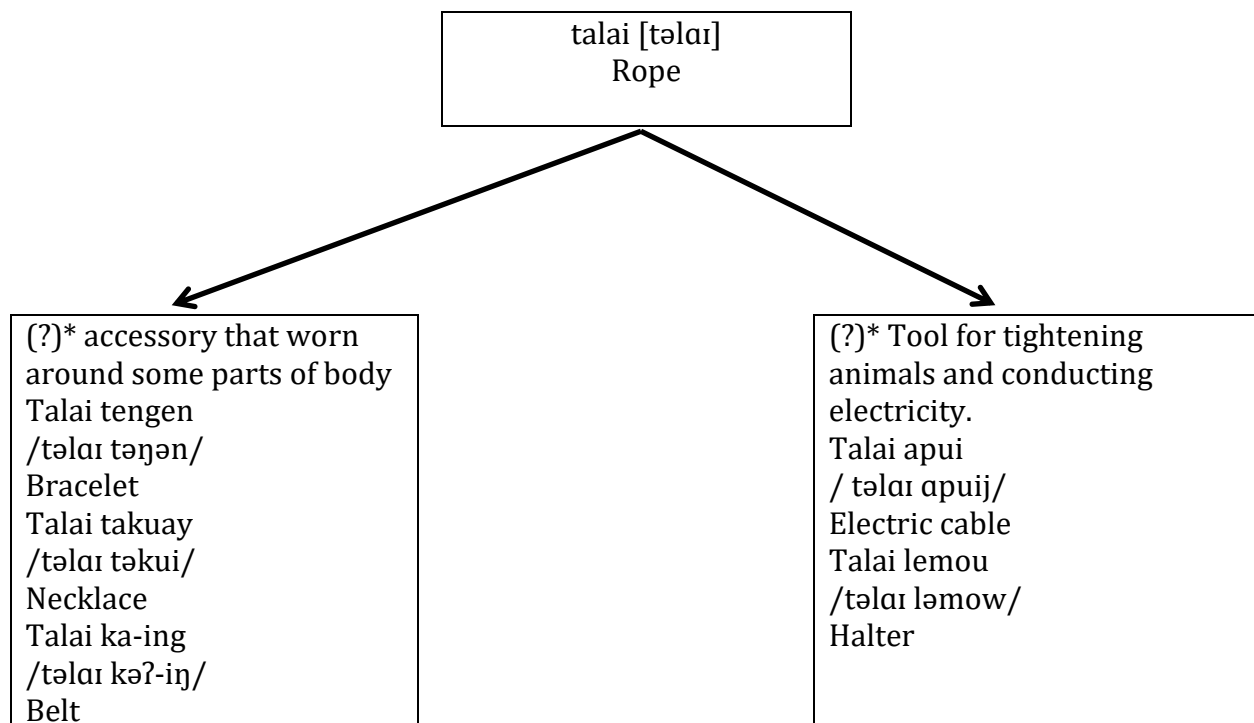 talai [təlɑɪ]
Rope
(?)* accessory that worn
around some parts of body
Talai tengen
/təlɑɪ təŋən/
Bracelet
Talai takuay
/təlɑɪ təkui/
Necklace
Talai ka-ing
/təlɑɪ kəʔ-iŋ/
Belt
(?)* Tool for tightening
animals and conducting
electricity.
Talai apui
/ təlɑɪ ɑpuij/
Electric cable
Talai lemou
/təlɑɪ ləmow/
Halter